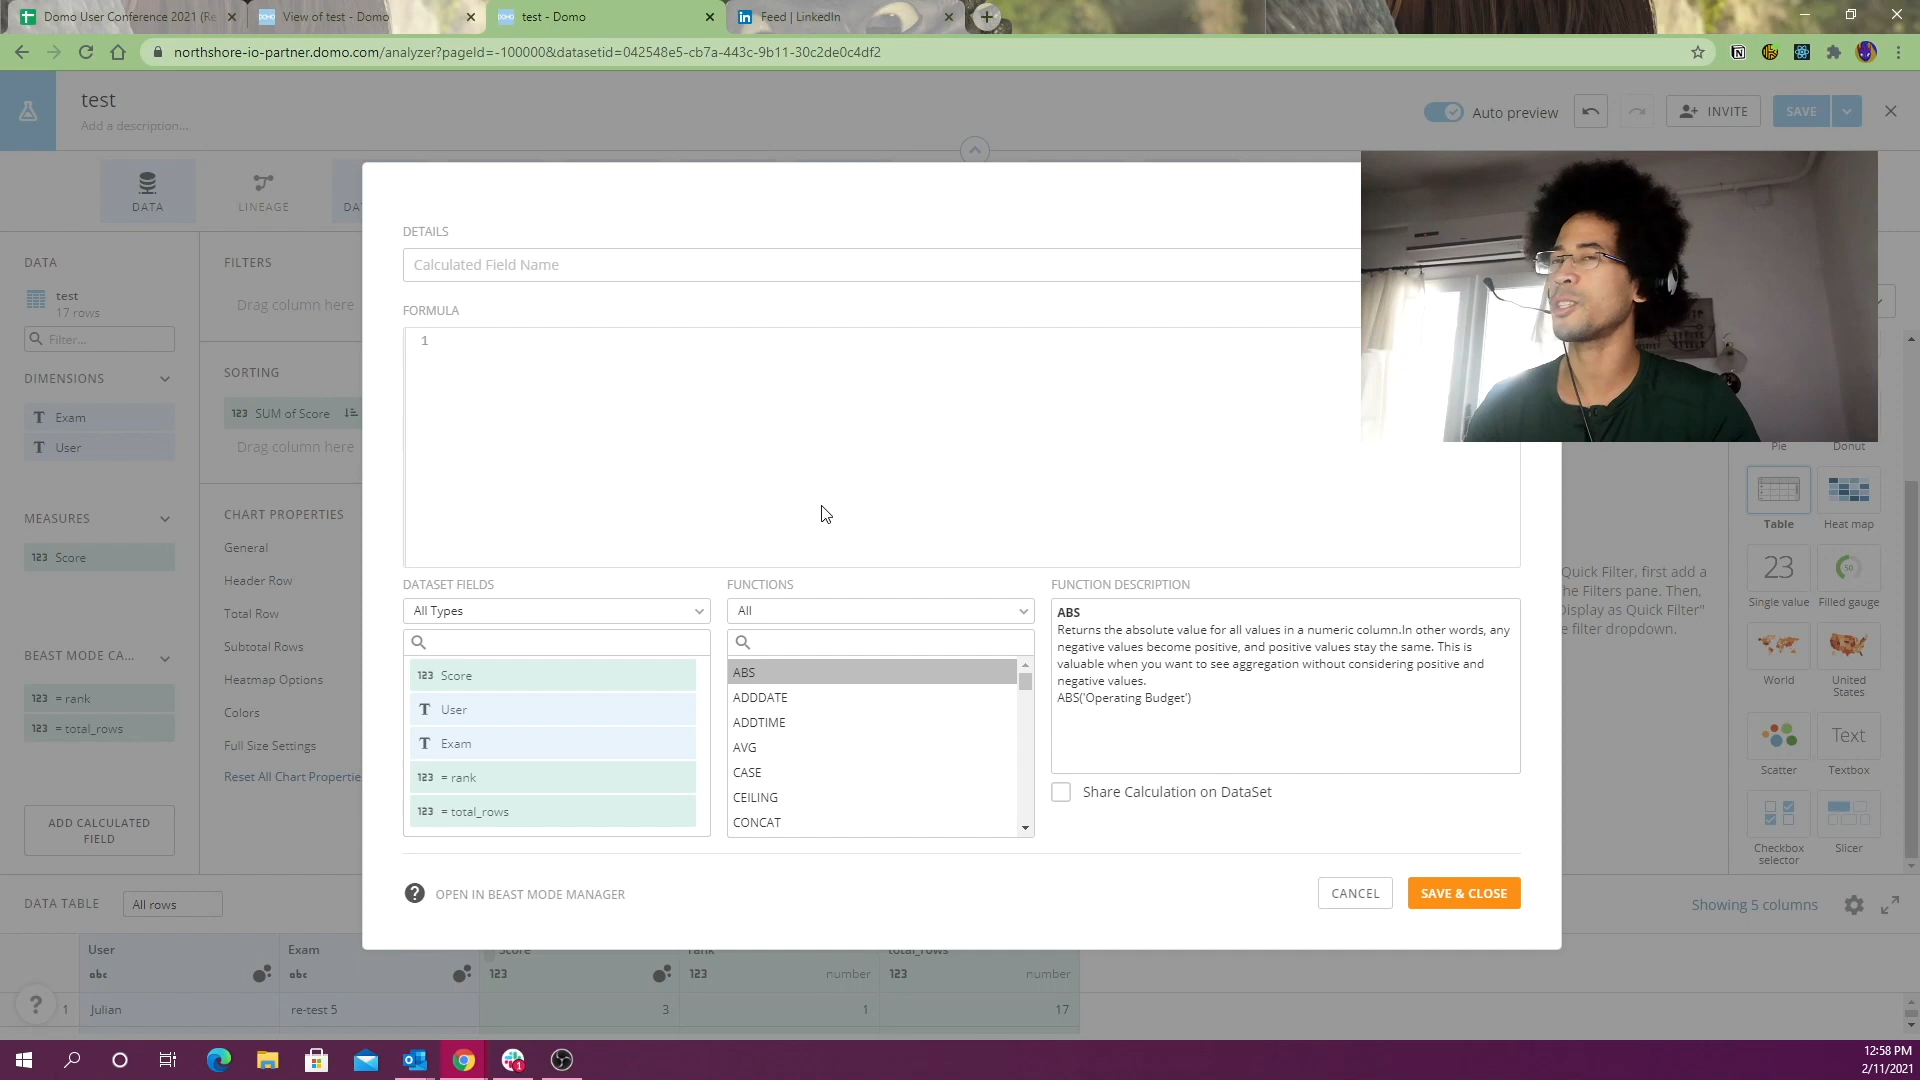 Domo User Conference 2021 (Re
View of test - Domo
test - Domo
Feed | LinkedIn
northshore-io-partner.domo.com/analyzer?pageId=-100000&datasetid=042548e5-cb7a-443c-9b11-30c2de0c4df2
test
Add a description...
Auto preview
INVITE
SAVE
DATA
LINEAGE
DA
DATA
test
17 rows
Filter...
DIMENSIONS
T Exam
T User
MEASURES
123 Score
BEAST MODE CA...
123 = rank
123 = total_rows
ADD CALCULATED
FIELD
FILTERS
Drag column here
SORTING
123 SUM of Score
Drag column here
CHART PROPERTIES
General
Header Row
Total Row
Subtotal Rows
Heatmap Options
Colors
Full Size Settings
Reset All Chart Propertie
DETAILS
Calculated Field Name
FORMULA
1
DATASET FIELDS
All Types
123 Score
T User
T Exam
123 = rank
123 = total_rows
FUNCTIONS
All
ABS
ADDDATE
ADDTIME
AVG
CASE
CEILING
CONCAT
FUNCTION DESCRIPTION
ABS
Returns the absolute value for all values in a numeric column.In other words, any
negative values become positive, and positive values stay the same. This is
valuable when you want to see aggregation without considering positive and
negative values.
ABS('Operating Budget')
Share Calculation on DataSet
? OPEN IN BEAST MODE MANAGER
CANCEL
SAVE & CLOSE
Quick Filter, first add a
he Filters pane. Then,
isplay as Quick Filter"
e filter dropdown.
Pie
Donut
Table
Heat map
23
50
Single value
Filled gauge
World
United
States
Text
Scatter
Textbox
Checkbox
selector
Slicer
DATA TABLE
All rows
Showing 5 columns
User
abc
Exam
abc
Score
123
rank
123 number
total_rows
123 number
?
1 Julian re-test 5 3 1 17
1
12:58 PM
2/11/2021